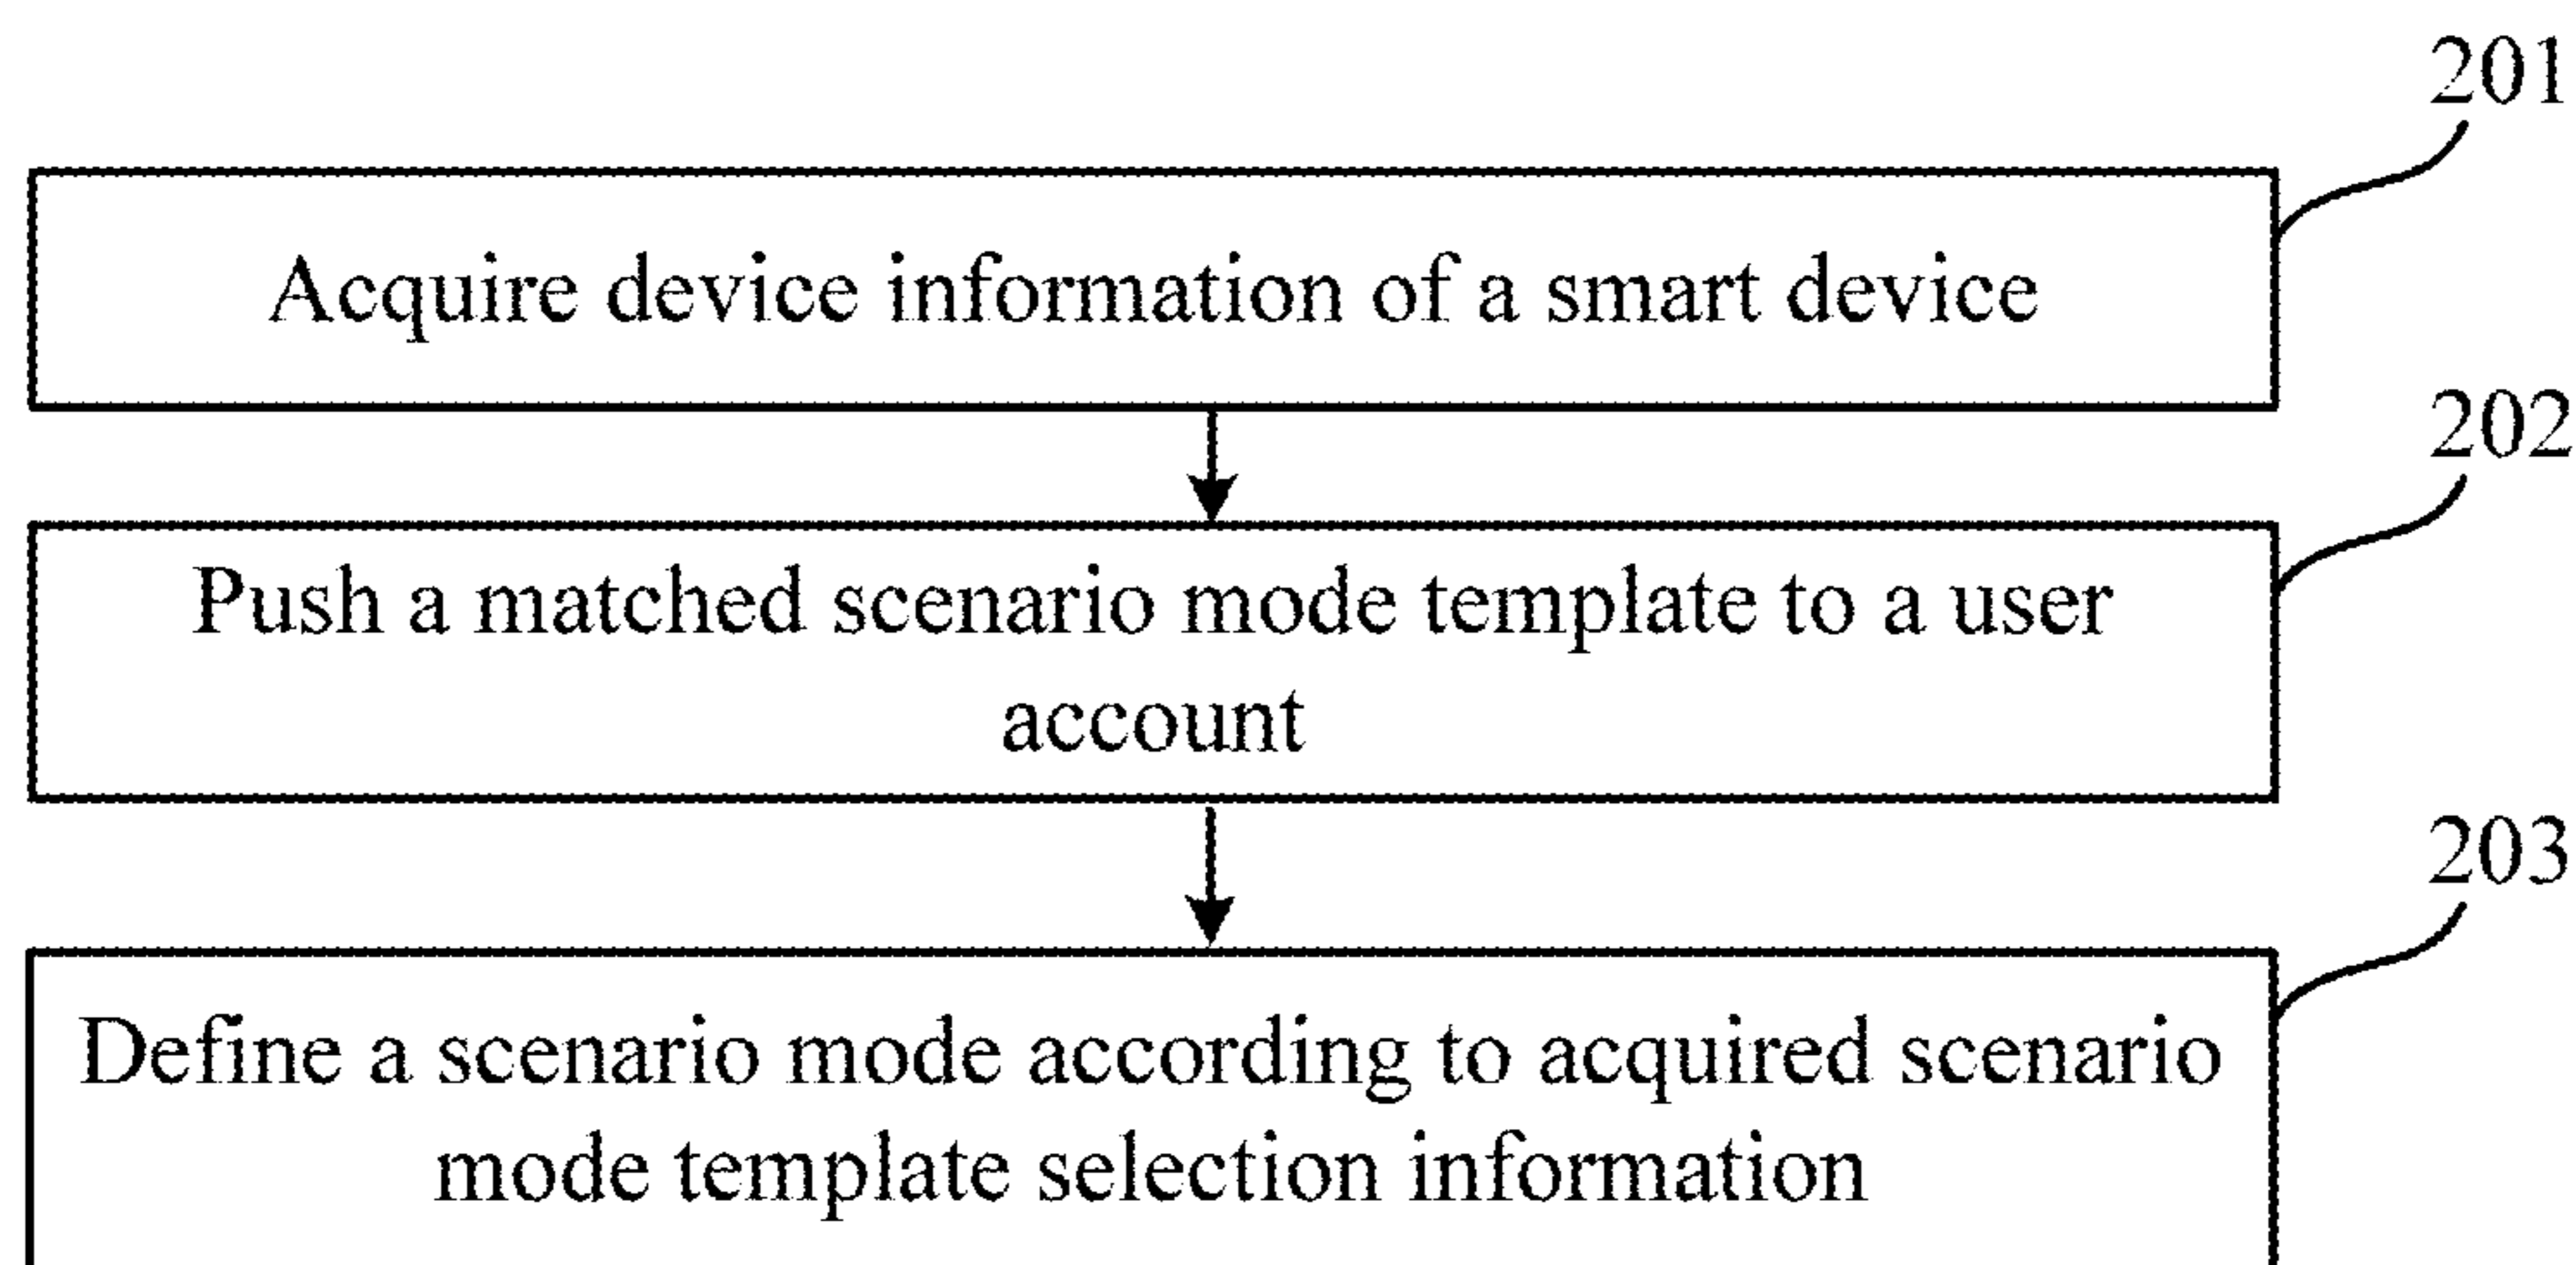 201
Acquire device information of a smart device
202
Push a matched scenario mode template to a user
account
203
Define a scenario mode according to acquired scenario
mode template selection information